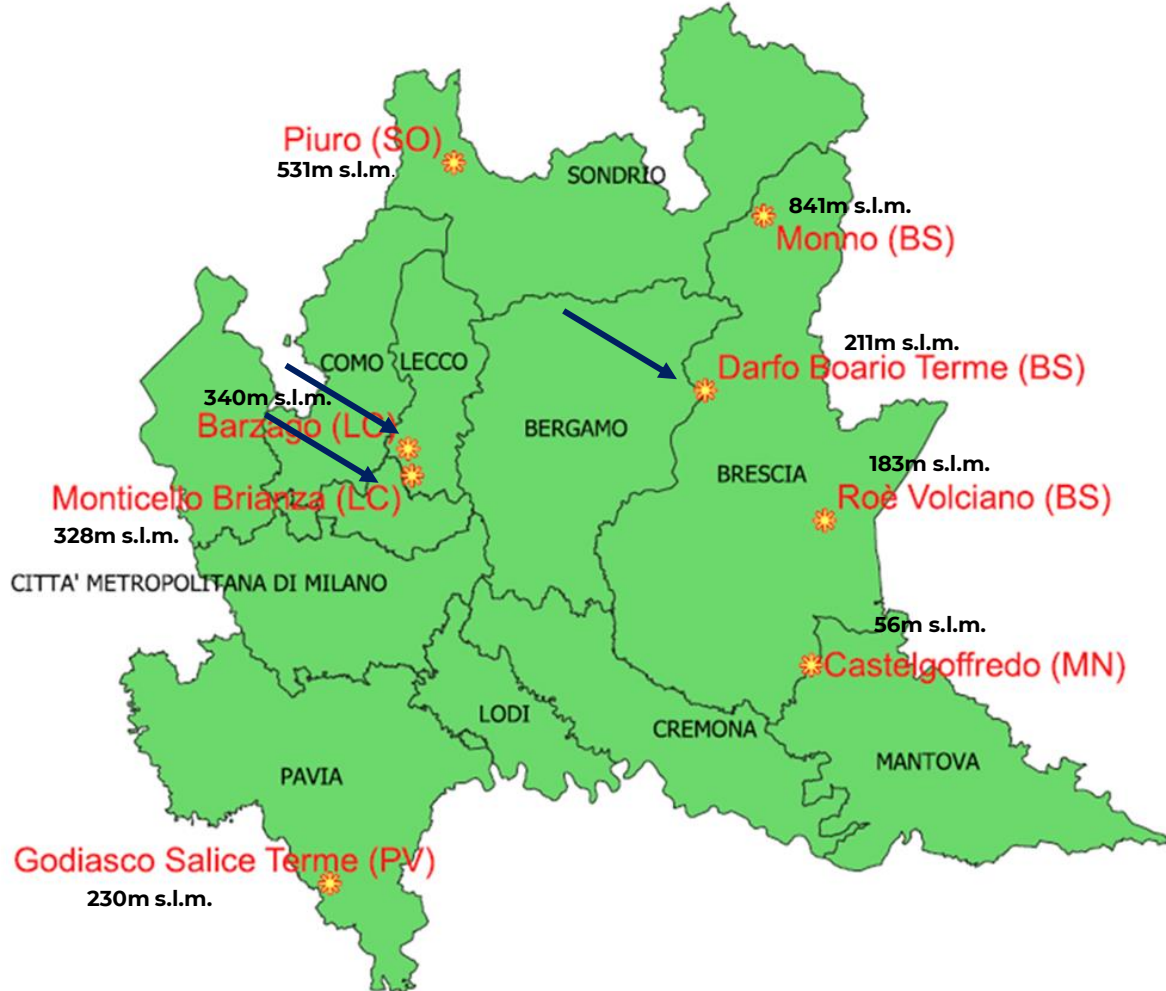 Piuro (SO)
531m s.l.m.
SONDRIO
841m s.l.m.
Monno (BS)
COMO
LECCO
211m s.l.m.
Darfo Boario Terme (BS)
340m s.l.m.
Barzago (LC)
BERGAMO
183m s.l.m.
BRESCIA
Monticello Brianza (LC)
Roè Volciano (BS)
328m s.l.m.
CITTA' METROPOLITANA DI MILANO
56m s.l.m.
Castelgoffredo (MN)
LODI
CREMONA
PAVIA
MANTOVA
Godiasco Salice Terme (PV)
230m s.l.m.